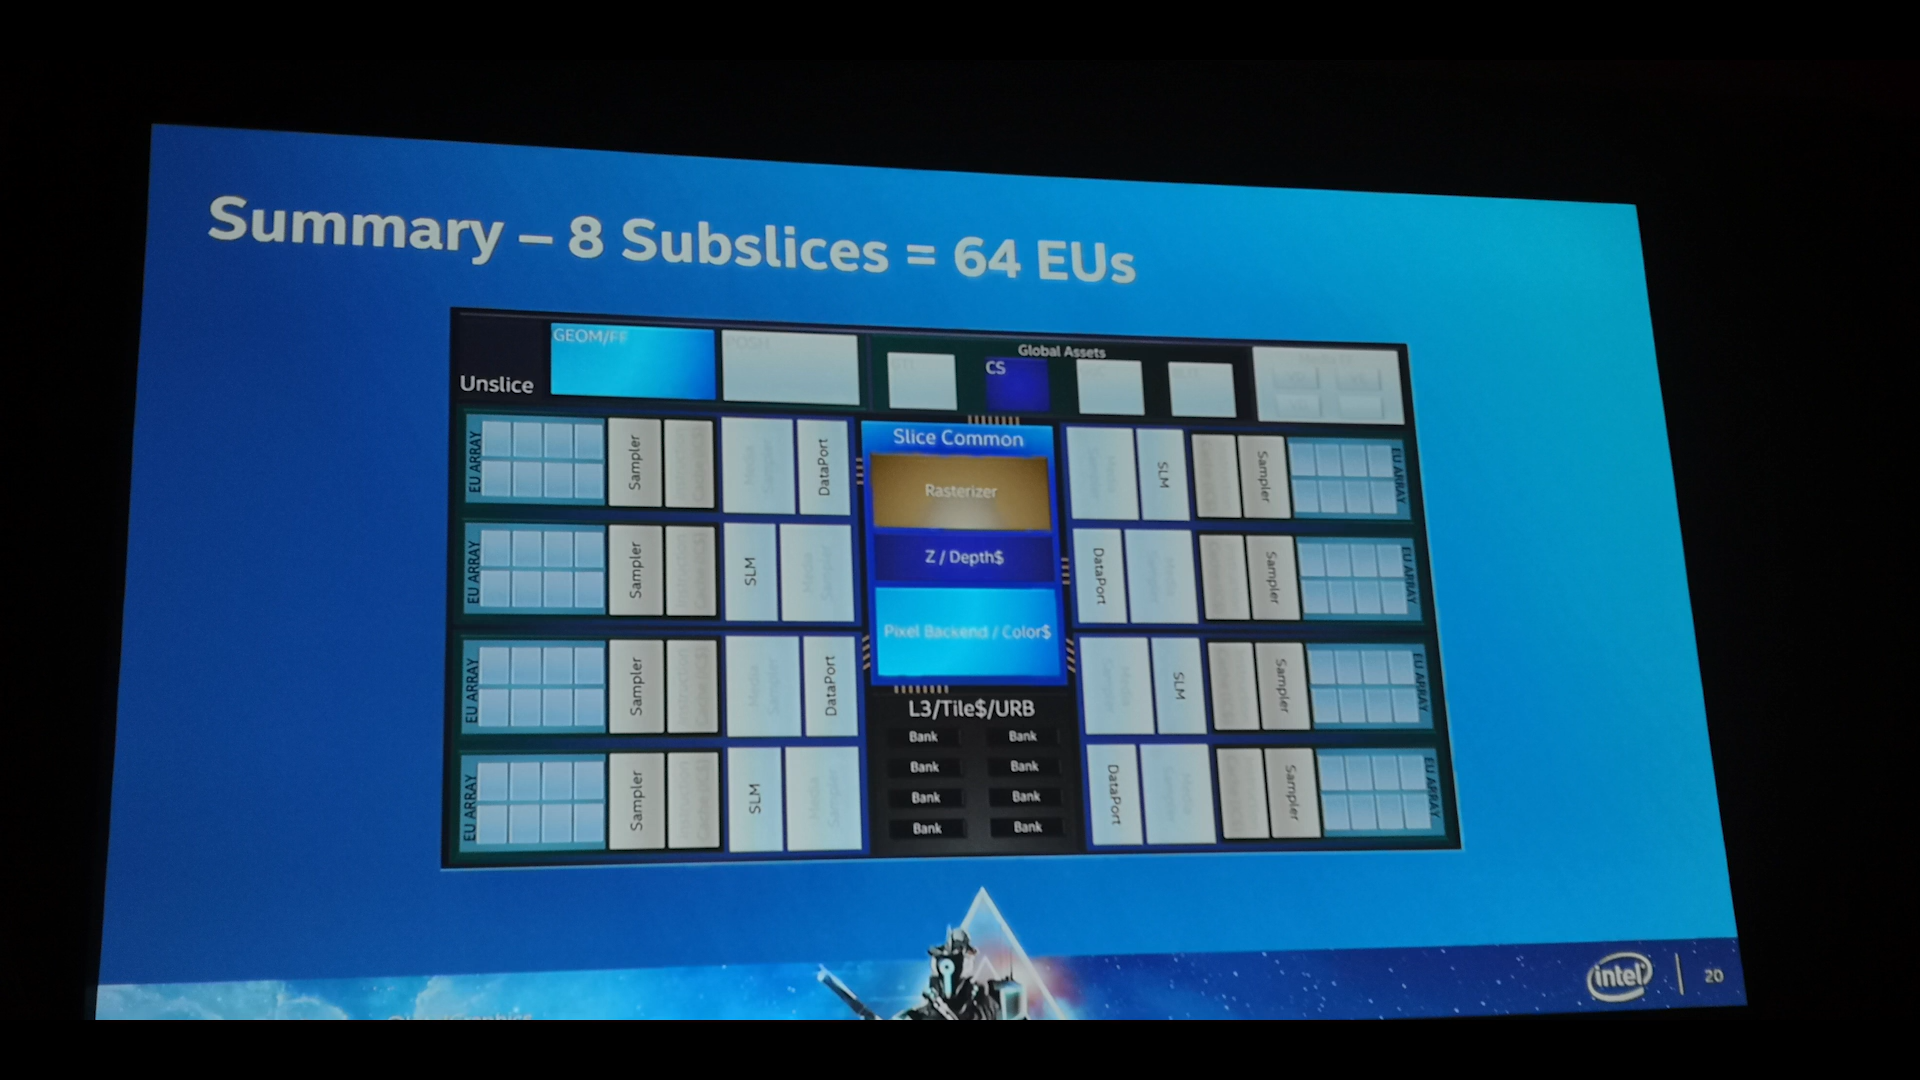 Summary – 8 Subslices = 64 EUs
Unslice
GEOM/FF
POSH
Global Assets
GTI
CS
EU ARRAY
Sampler
DataPort
Slice Common
Rasterizer
Z / Depth$
Pixel Backend / Color$
SLM
Sampler
EU ARRAY
EU ARRAY
Sampler
SLM
DataPort
Sampler
EU ARRAY
EU ARRAY
Sampler
DataPort
SLM
Sampler
EU ARRAY
EU ARRAY
Sampler
SLM
L3/Tile$/URB
Bank Bank
Bank Bank
Bank Bank
Bank Bank
DataPort
Sampler
EU ARRAY
intel
20